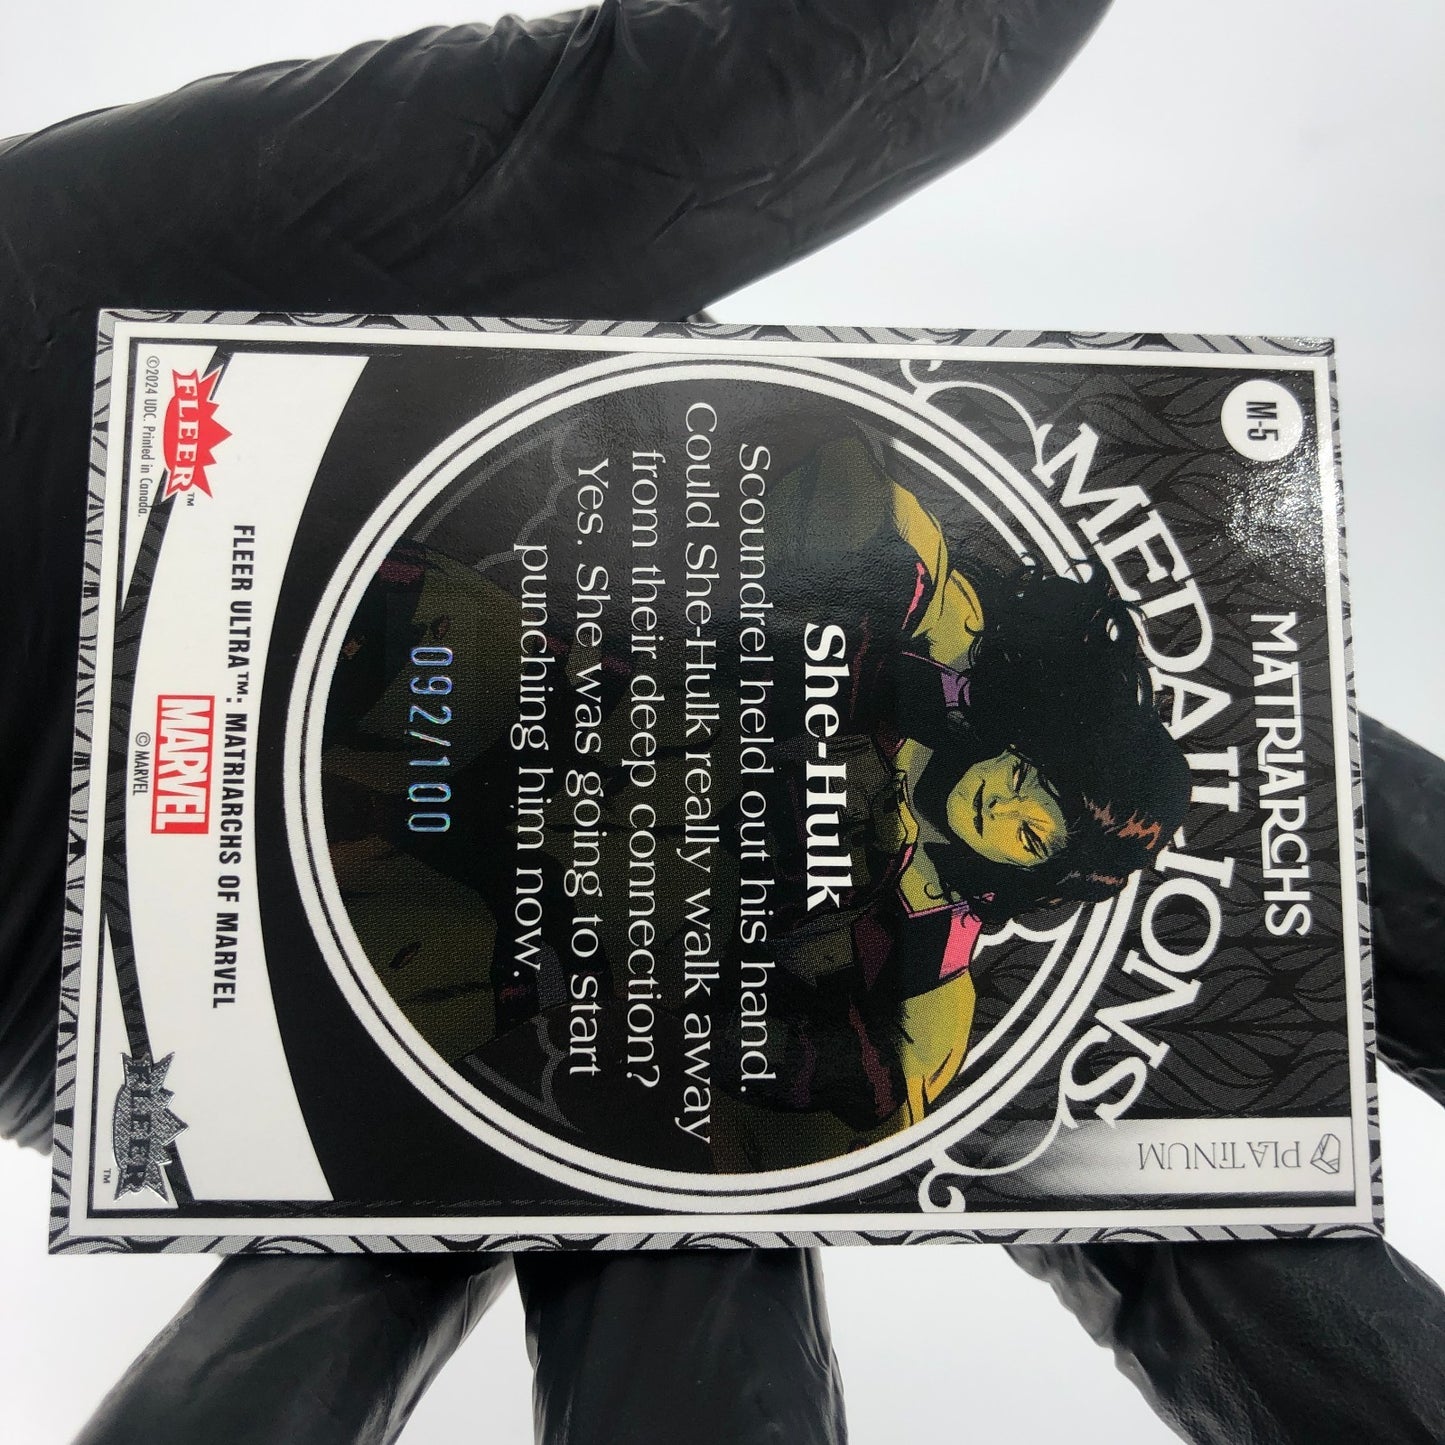 M-5
MATRIARCHS
MEDALLIONS
PLATINUM
She-Hulk
Scoundrel held out his hand.
Could She-Hulk really walk away
from their deep connection?
Yes. She was going to start
punching him now.
092/100
FLEER ULTRA™: MATRIARCHS OF MARVEL
MARVEL
© MARVEL
FLEER™
©2024 UDC. Printed in Canada.
FLEER
TM